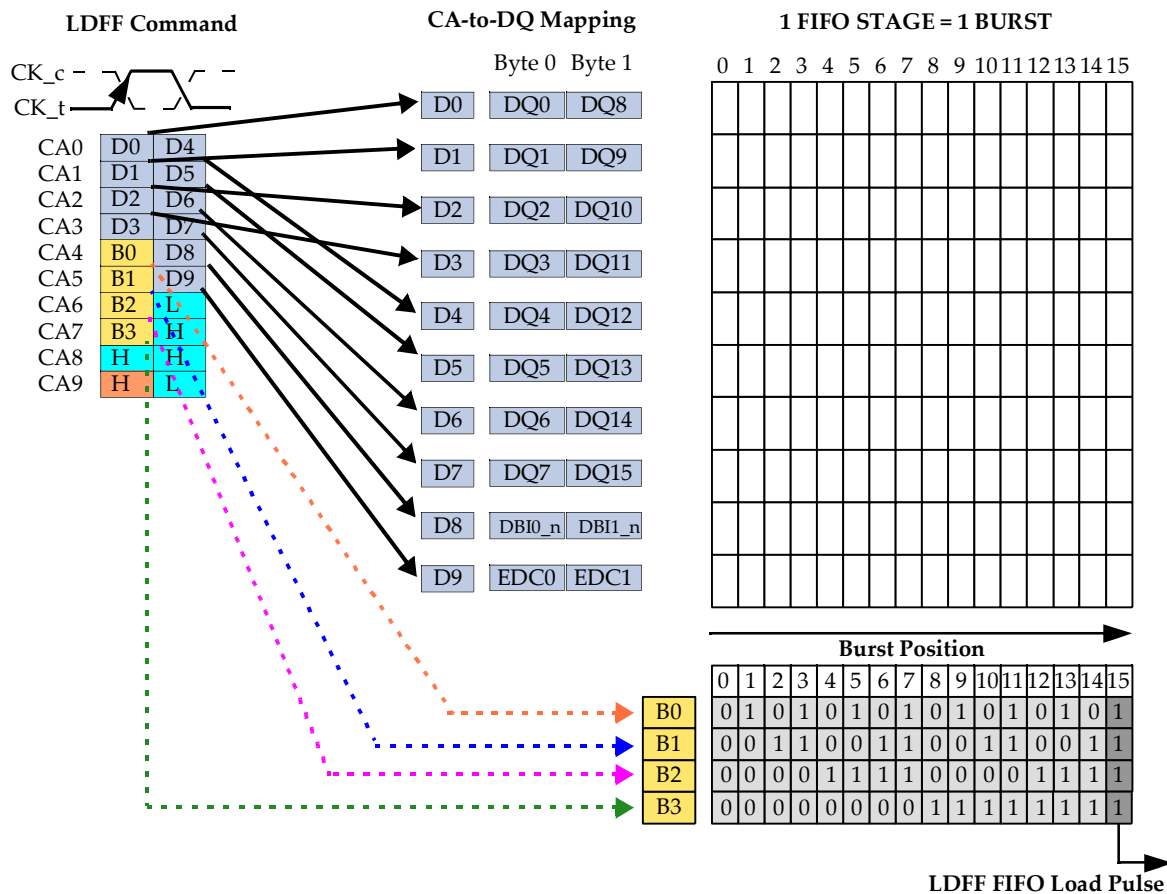 LDFF Command
CA-to-DQ Mapping
1 FIFO STAGE = 1 BURST
Byte 0 Byte 1
0 1 2 3 4 5 6 7 8 9 10 11 12 13 14 15
CK_c
CK_t
D0 DQ0 DQ8
CA0 D0 D4
CA1 D1 D5
CA2 D2 D6
CA3 D3 D7
CA4 B0 D8
CA5 B1 D9
CA6 B2 L
CA7 B3 H
CA8 H H
CA9 H L
D1 DQ1 DQ9
D2 DQ2 DQ10
D3 DQ3 DQ11
D4 DQ4 DQ12
D5 DQ5 DQ13
D6 DQ6 DQ14
D7 DQ7 DQ15
D8 DBI0_n DBI1_n
D9 EDC0 EDC1
Burst Position
0 1 2 3 4 5 6 7 8 9 10 11 12 13 14 15
B0 0 1 0 1 0 1 0 1 0 1 0 1 0 1 0 1
B1 0 0 1 1 0 0 1 1 0 0 1 1 0 0 1 1
B2 0 0 0 0 1 1 1 1 0 0 0 0 1 1 1 1
B3 0 0 0 0 0 0 0 0 1 1 1 1 1 1 1 1
LDFF FIFO Load Pulse